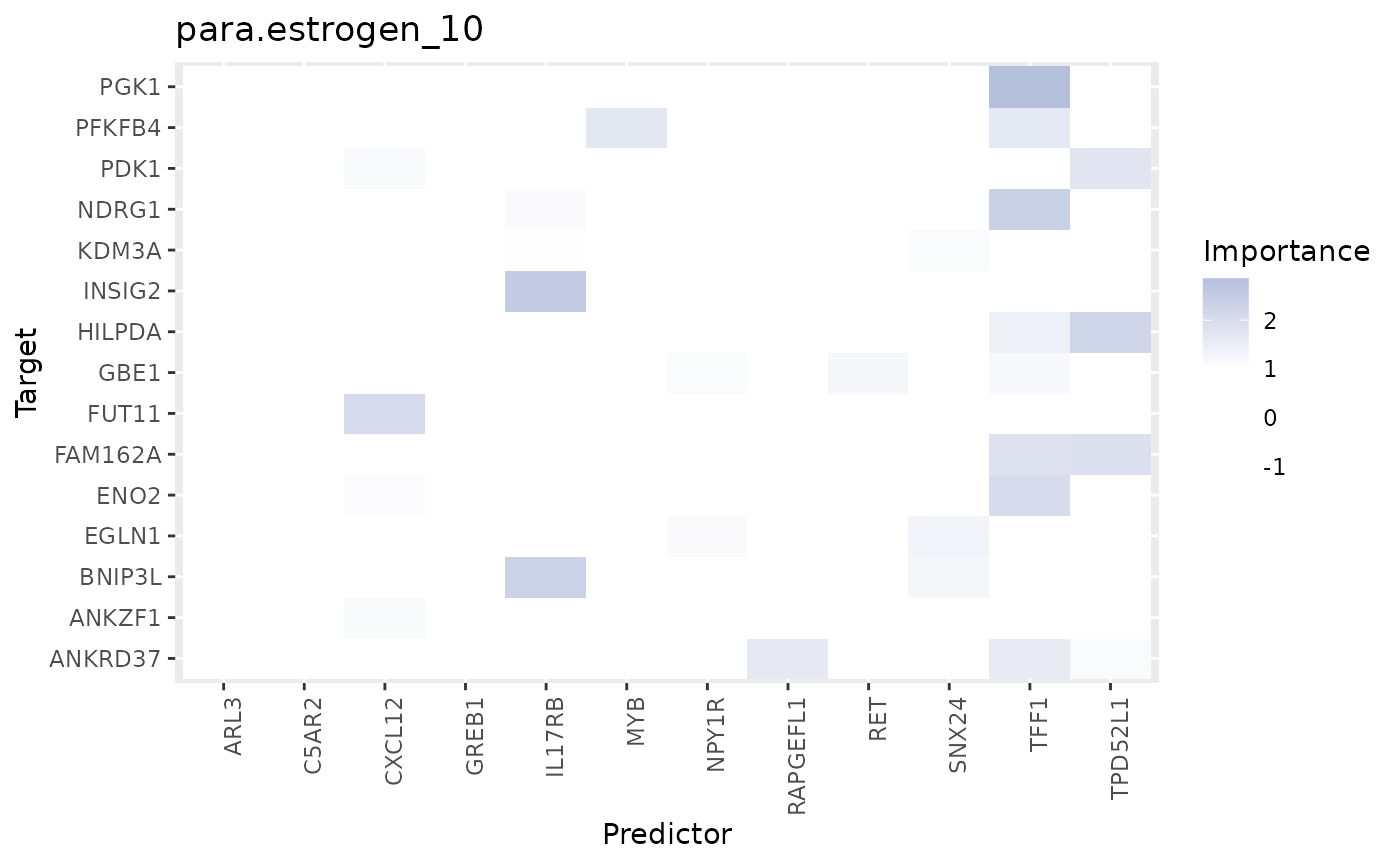 para.estrogen_10
PGK1
PFKFB4
PDK1
NDRG1
KDM3A
INSIG2
HILPDA
GBE1
FUT11
FAM162A
ENO2
EGLN1
BNIP3L
ANKZF1
ANKRD37
Target
ARL3
C5AR2
CXCL12
GREB1
IL17RB
MYB
NPY1R
RAPGEFL1
RET
SNX24
TFF1
TPD52L1
Predictor
Importance
2
1
0
-1